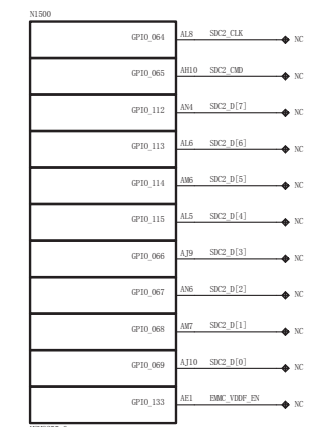 N1500
GPIO_064 AL8 SDC2_CLK NC
GPIO_065 AH10 SDC2_CMD NC
GPIO_112 AN4 SDC2_D[7] NC
GPIO_113 AL6 SDC2_D[6] NC
GPIO_114 AM6 SDC2_D[5] NC
GPIO_115 AL5 SDC2_D[4] NC
GPIO_066 AJ9 SDC2_D[3] NC
GPIO_067 AN6 SDC2_D[2] NC
GPIO_068 AM7 SDC2_D[1] NC
GPIO_069 AJ10 SDC2_D[0] NC
GPIO_133 AE1 EMMC_VDDF_EN NC